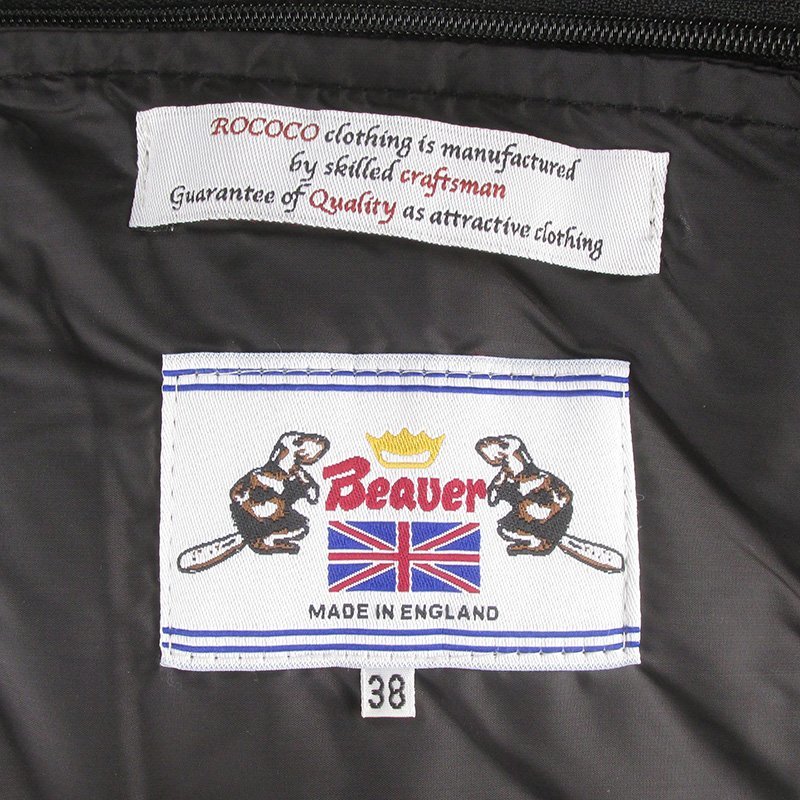 ROCOCO clothing is manufactured
by skilled craftsman
Guarantee of Quality as attractive clothing
Beaver
MADE IN ENGLAND
38